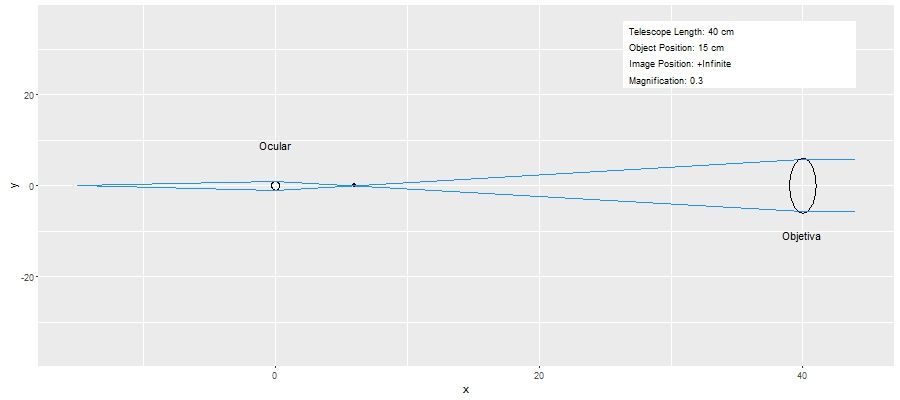 Telescope Length: 40 cm
Object Position: 15 cm
Image Position: +Infinite
Magnification: 0.3
20
Ocular
y
0
Objetiva
-20
0
20
40
x